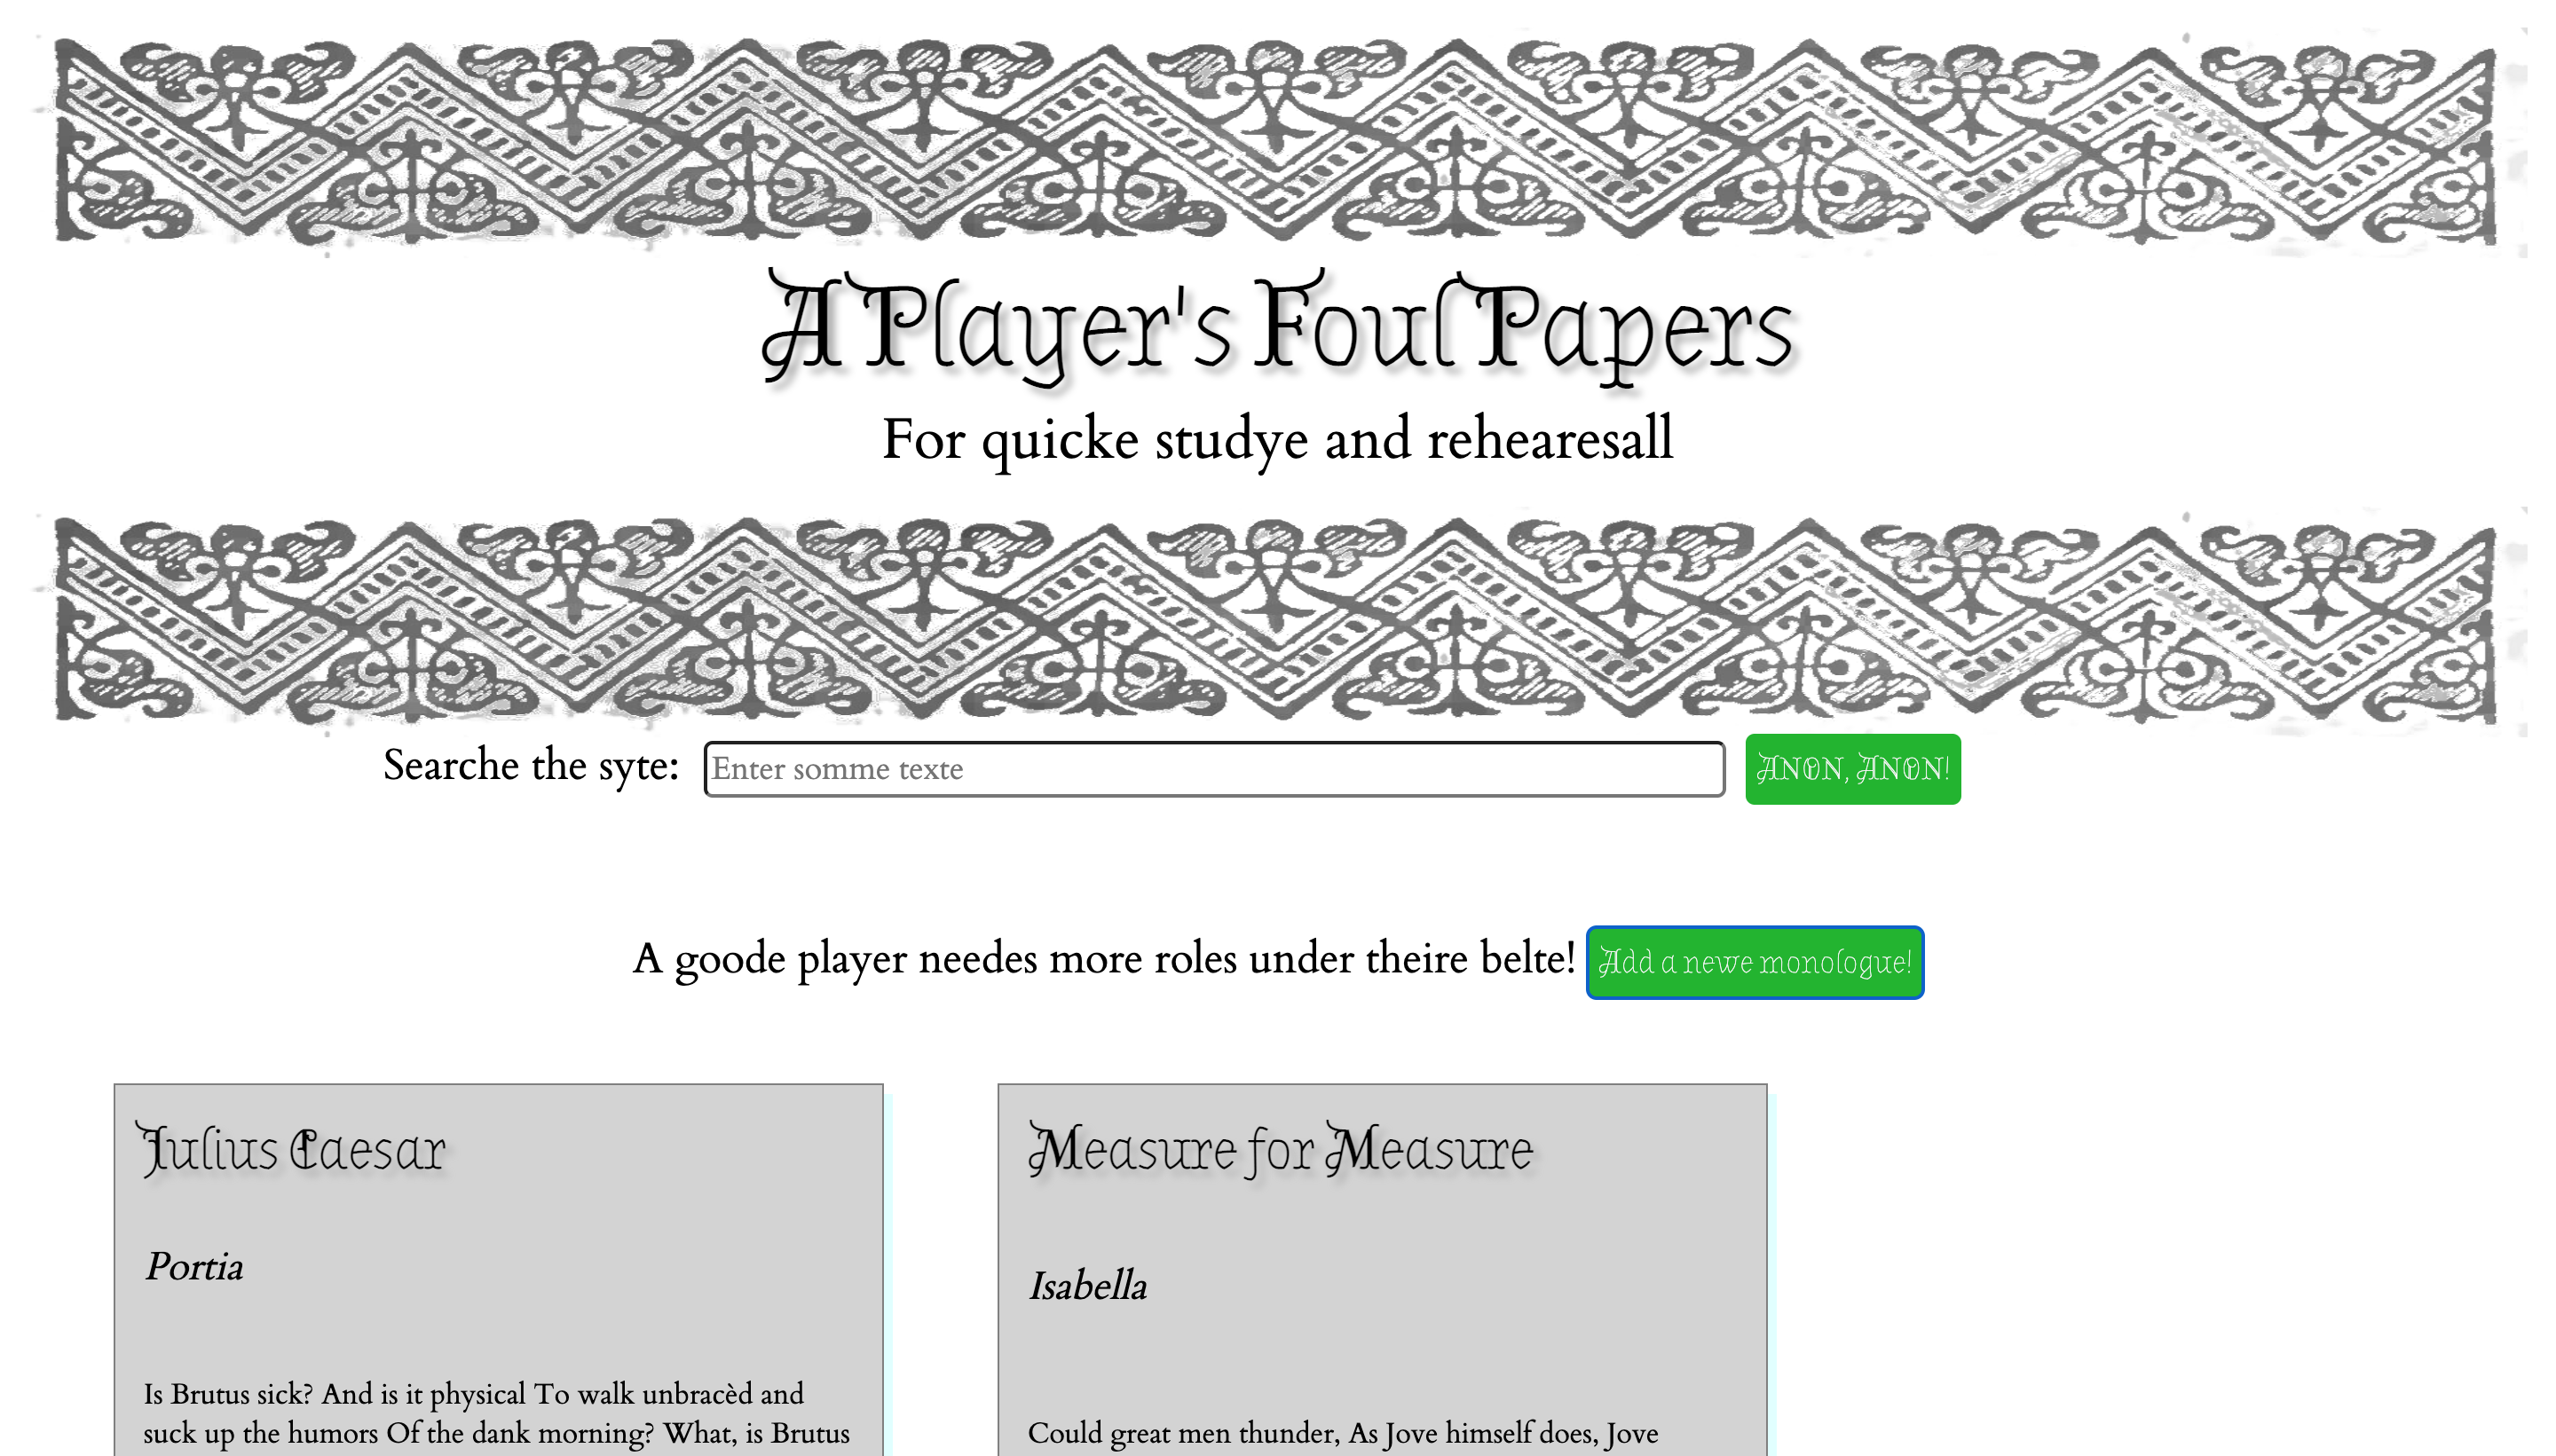 A Player's Foul Papers
For quicke studye and rehearesall
Searche the syte: Enter somme texte ANON, ANON!
A goode player needes more roles under theire belte! Add a newe monologue!
Julius Caesar
Portia
Is Brutus sick? And is it physical To walk unbracèd and
suck up the humors Of the dank morning? What, is Brutus
Measure for Measure
Isabella
Could great men thunder, As Jove himself does, Jove